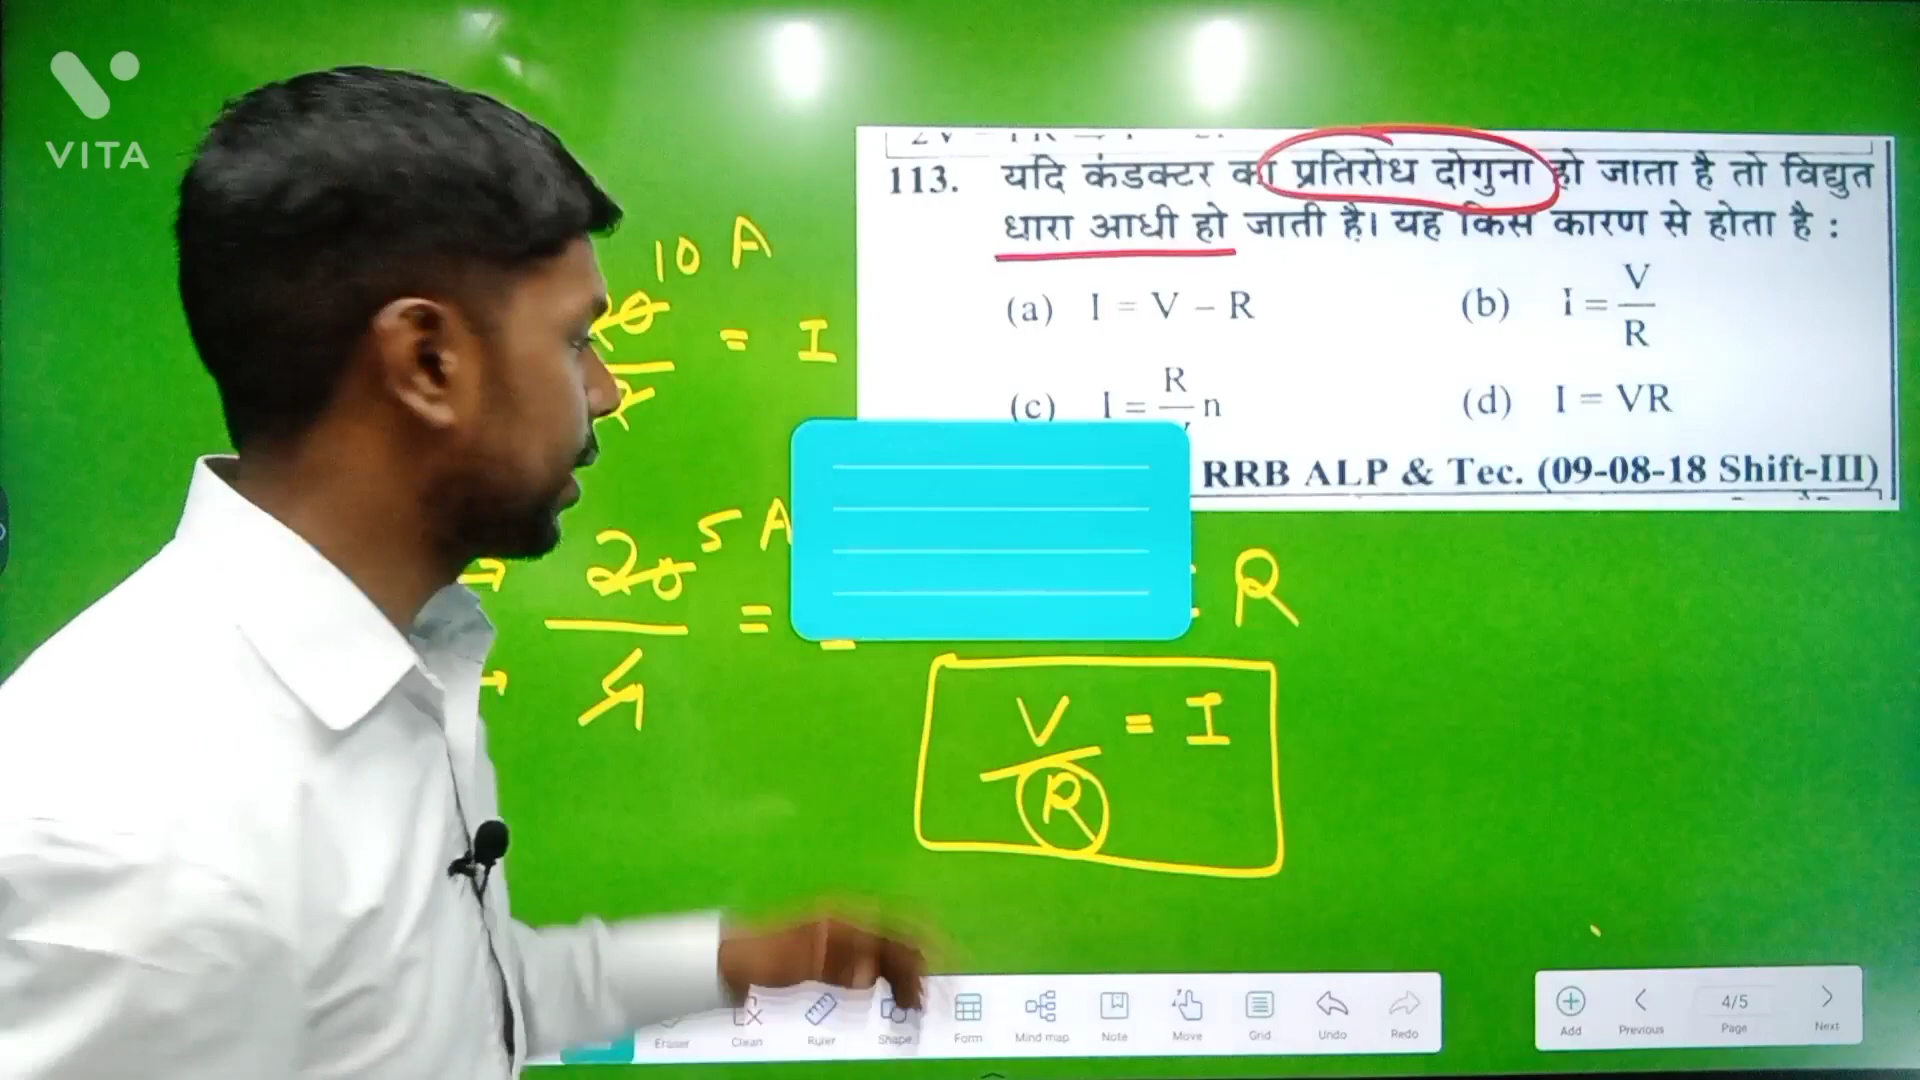 VITA
113. यदि कंडक्टर का प्रतिरोध दोगुना हो जाता है तो विद्युत
धारा आधी हो जाती है। यह किस कारण से होता है :
(a) I = V – R (b) I = V/R
(c) I = R/ n (d) I = VR
RRB ALP & Tec. (09-08-18 Shift-III)
10 A
= I
20 5 A
=
R
V/R = I
Eraser Clean Ruler Shape Form Mind map Note Move Grid Undo Redo
Add Previous 4/5 Page Next